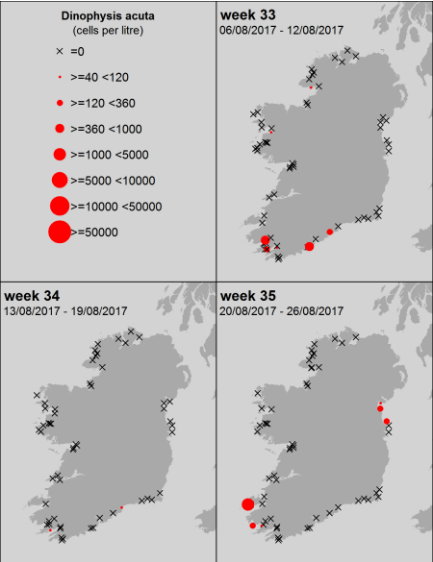 Dinophysis acuta
(cells per litre)
=0
>=40 <120
>=120 <360
>=360 <1000
>=1000 <5000
>=5000 <10000
>=10000 <50000
>=50000
week 33
06/08/2017 - 12/08/2017
week 34
13/08/2017 - 19/08/2017
week 35
20/08/2017 - 26/08/2017